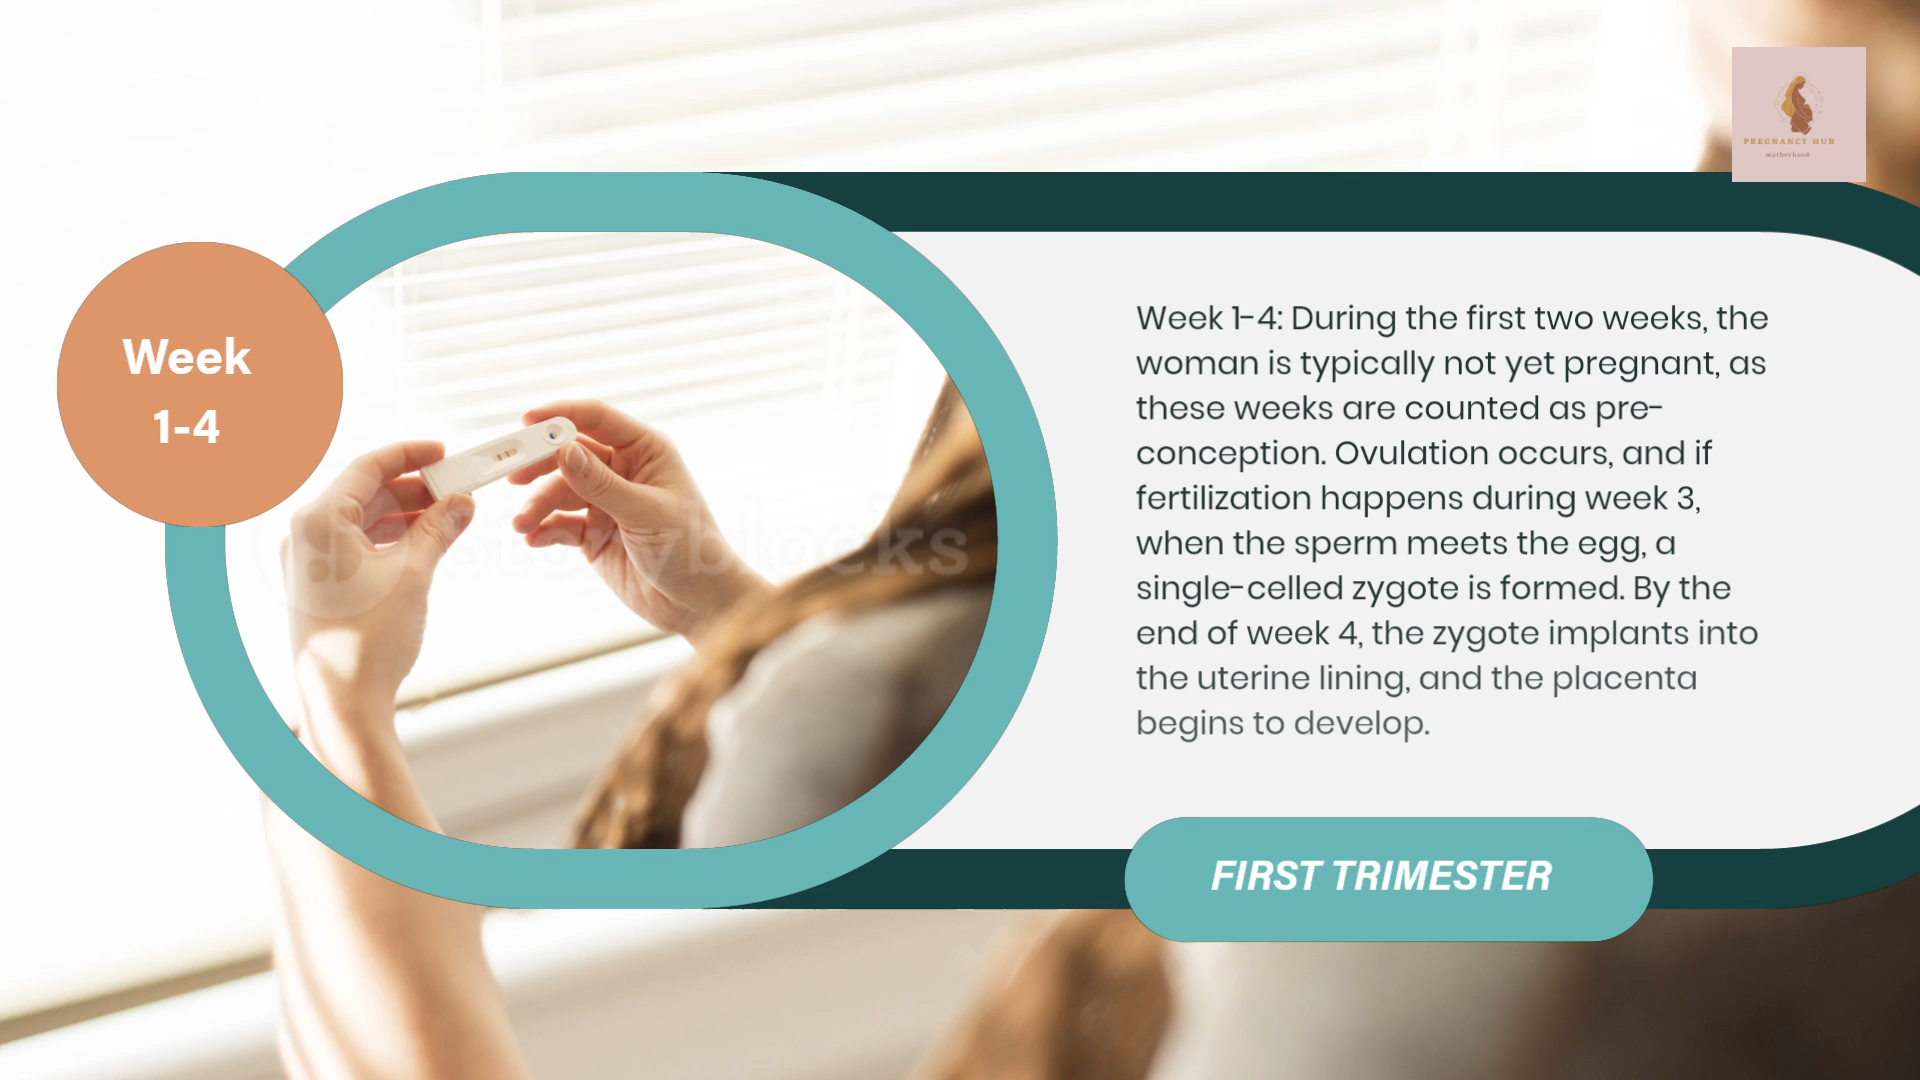 PREGNANCY HUB
motherhood
Week
1-4
Storyblocks
Week 1-4: During the first two weeks, the
woman is typically not yet pregnant, as
these weeks are counted as pre-
conception. Ovulation occurs, and if
fertilization happens during week 3,
when the sperm meets the egg, a
single-celled zygote is formed. By the
end of week 4, the zygote implants into
the uterine lining, and the placenta
begins to develop.
FIRST TRIMESTER